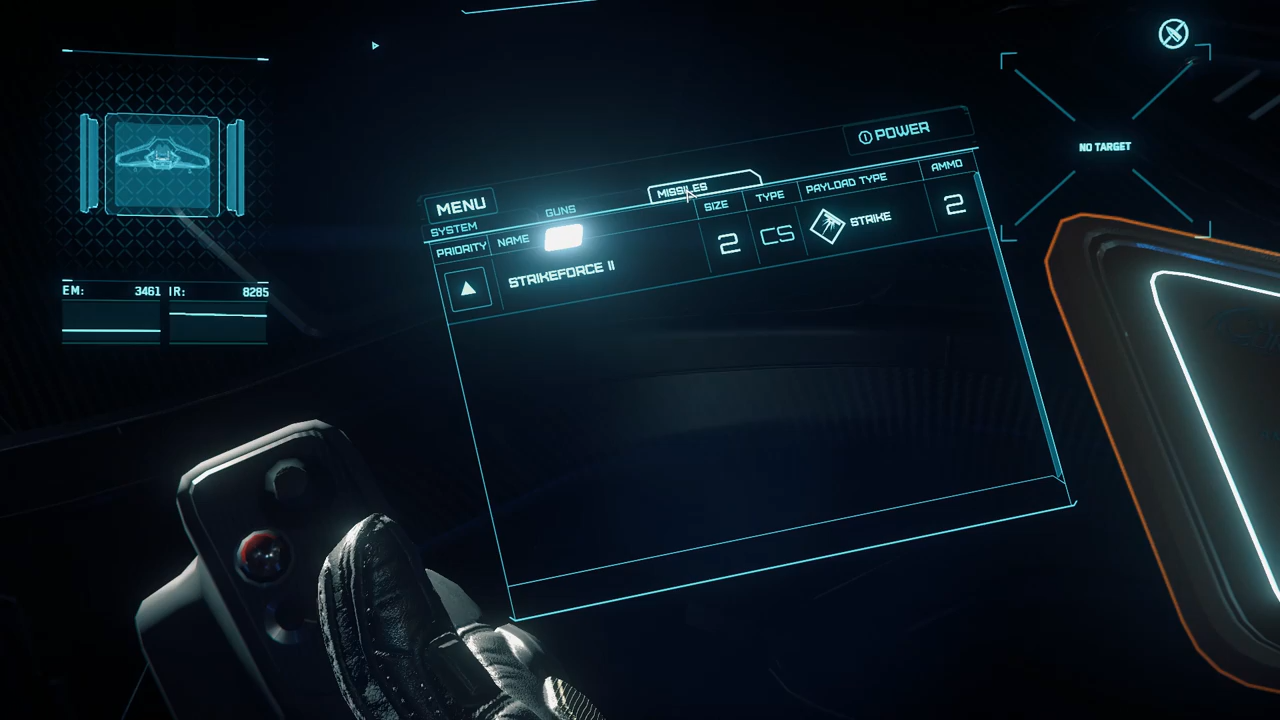 NO TARGET
POWER
MENU
GUNS
MISSILES
SYSTEM
PRIORITY NAME SIZE TYPE PAYLOAD TYPE AMMO
STRIKEFORCE II 2 CS STRIKE 2
EM: 3461 IR: 8285